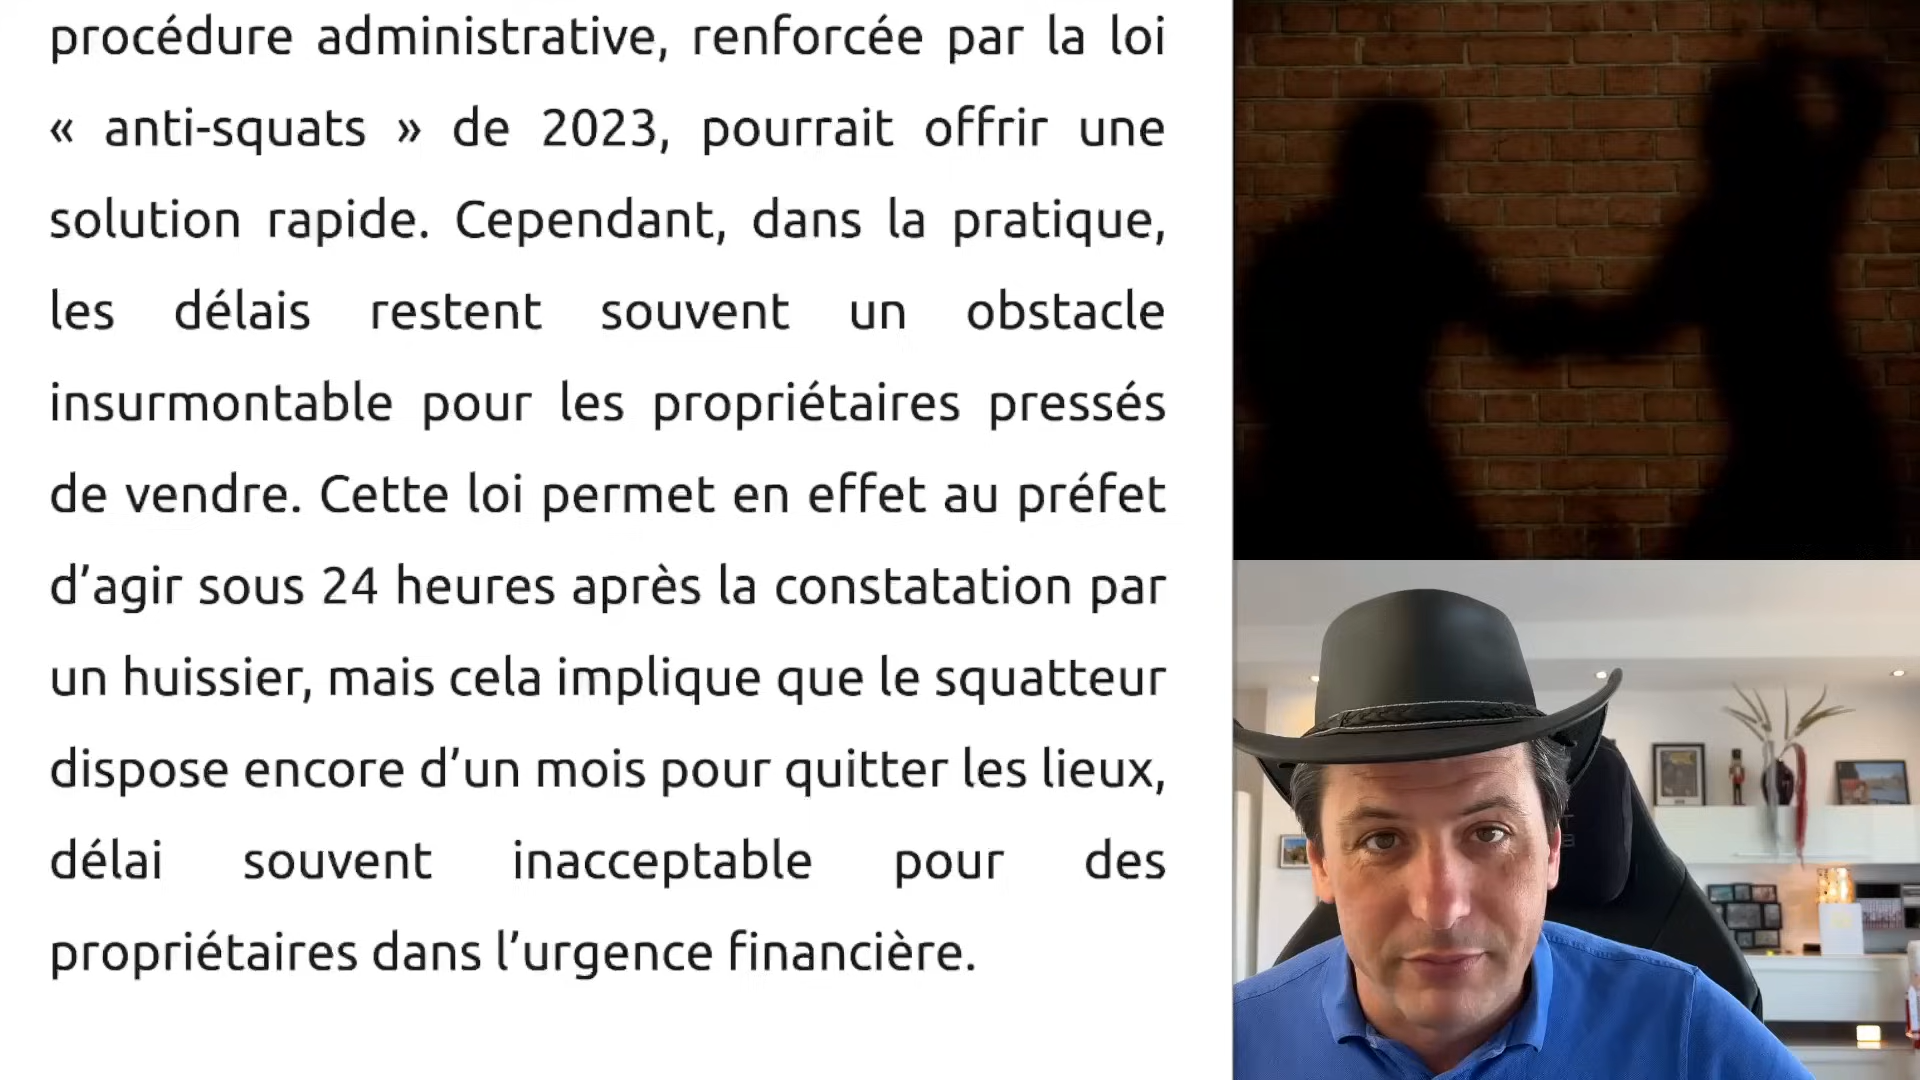 procédure administrative, renforcée par la loi
« anti-squats » de 2023, pourrait offrir une
solution rapide. Cependant, dans la pratique,
les délais restent souvent un obstacle
insurmontable pour les propriétaires pressés
de vendre. Cette loi permet en effet au préfet
d’agir sous 24 heures après la constatation par
un huissier, mais cela implique que le squatteur
dispose encore d’un mois pour quitter les lieux,
délai souvent inacceptable pour des
propriétaires dans l’urgence financière.